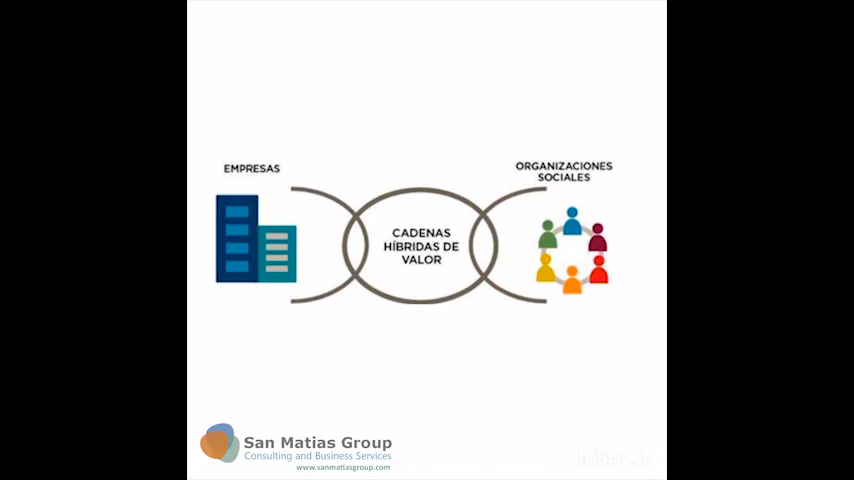 EMPRESAS
ORGANIZACIONES
SOCIALES
CADENAS
HÍBRIDAS DE
VALOR
San Matias Group
Consulting and Business Services
www.sanmatiasgroup.com